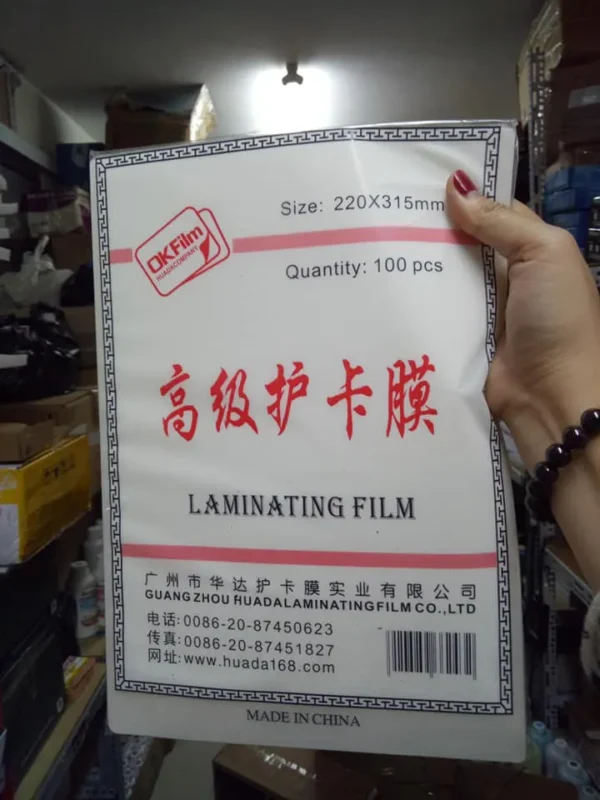 OKFilm
HUADACOMPANY
Size: 220X315mm
Quantity: 100 pcs
高级护卡膜
LAMINATING FILM
广州市华达护卡膜实业有限公司
GUANGZHOU HUADALAMINATINGFILM CO.,LTD
电话:0086-20-87450623
传真:0086-20-87451827
网址:www.huada168.com
MADE IN CHINA